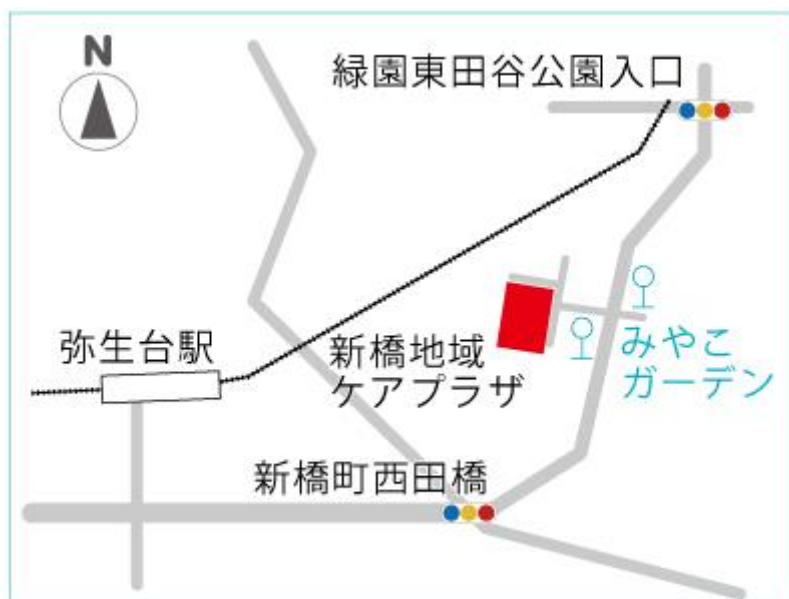 N
緑園東田谷公園入口
弥生台駅
新橋地域
ケアプラザ
みやこ
ガーデン
新橋町西田橋